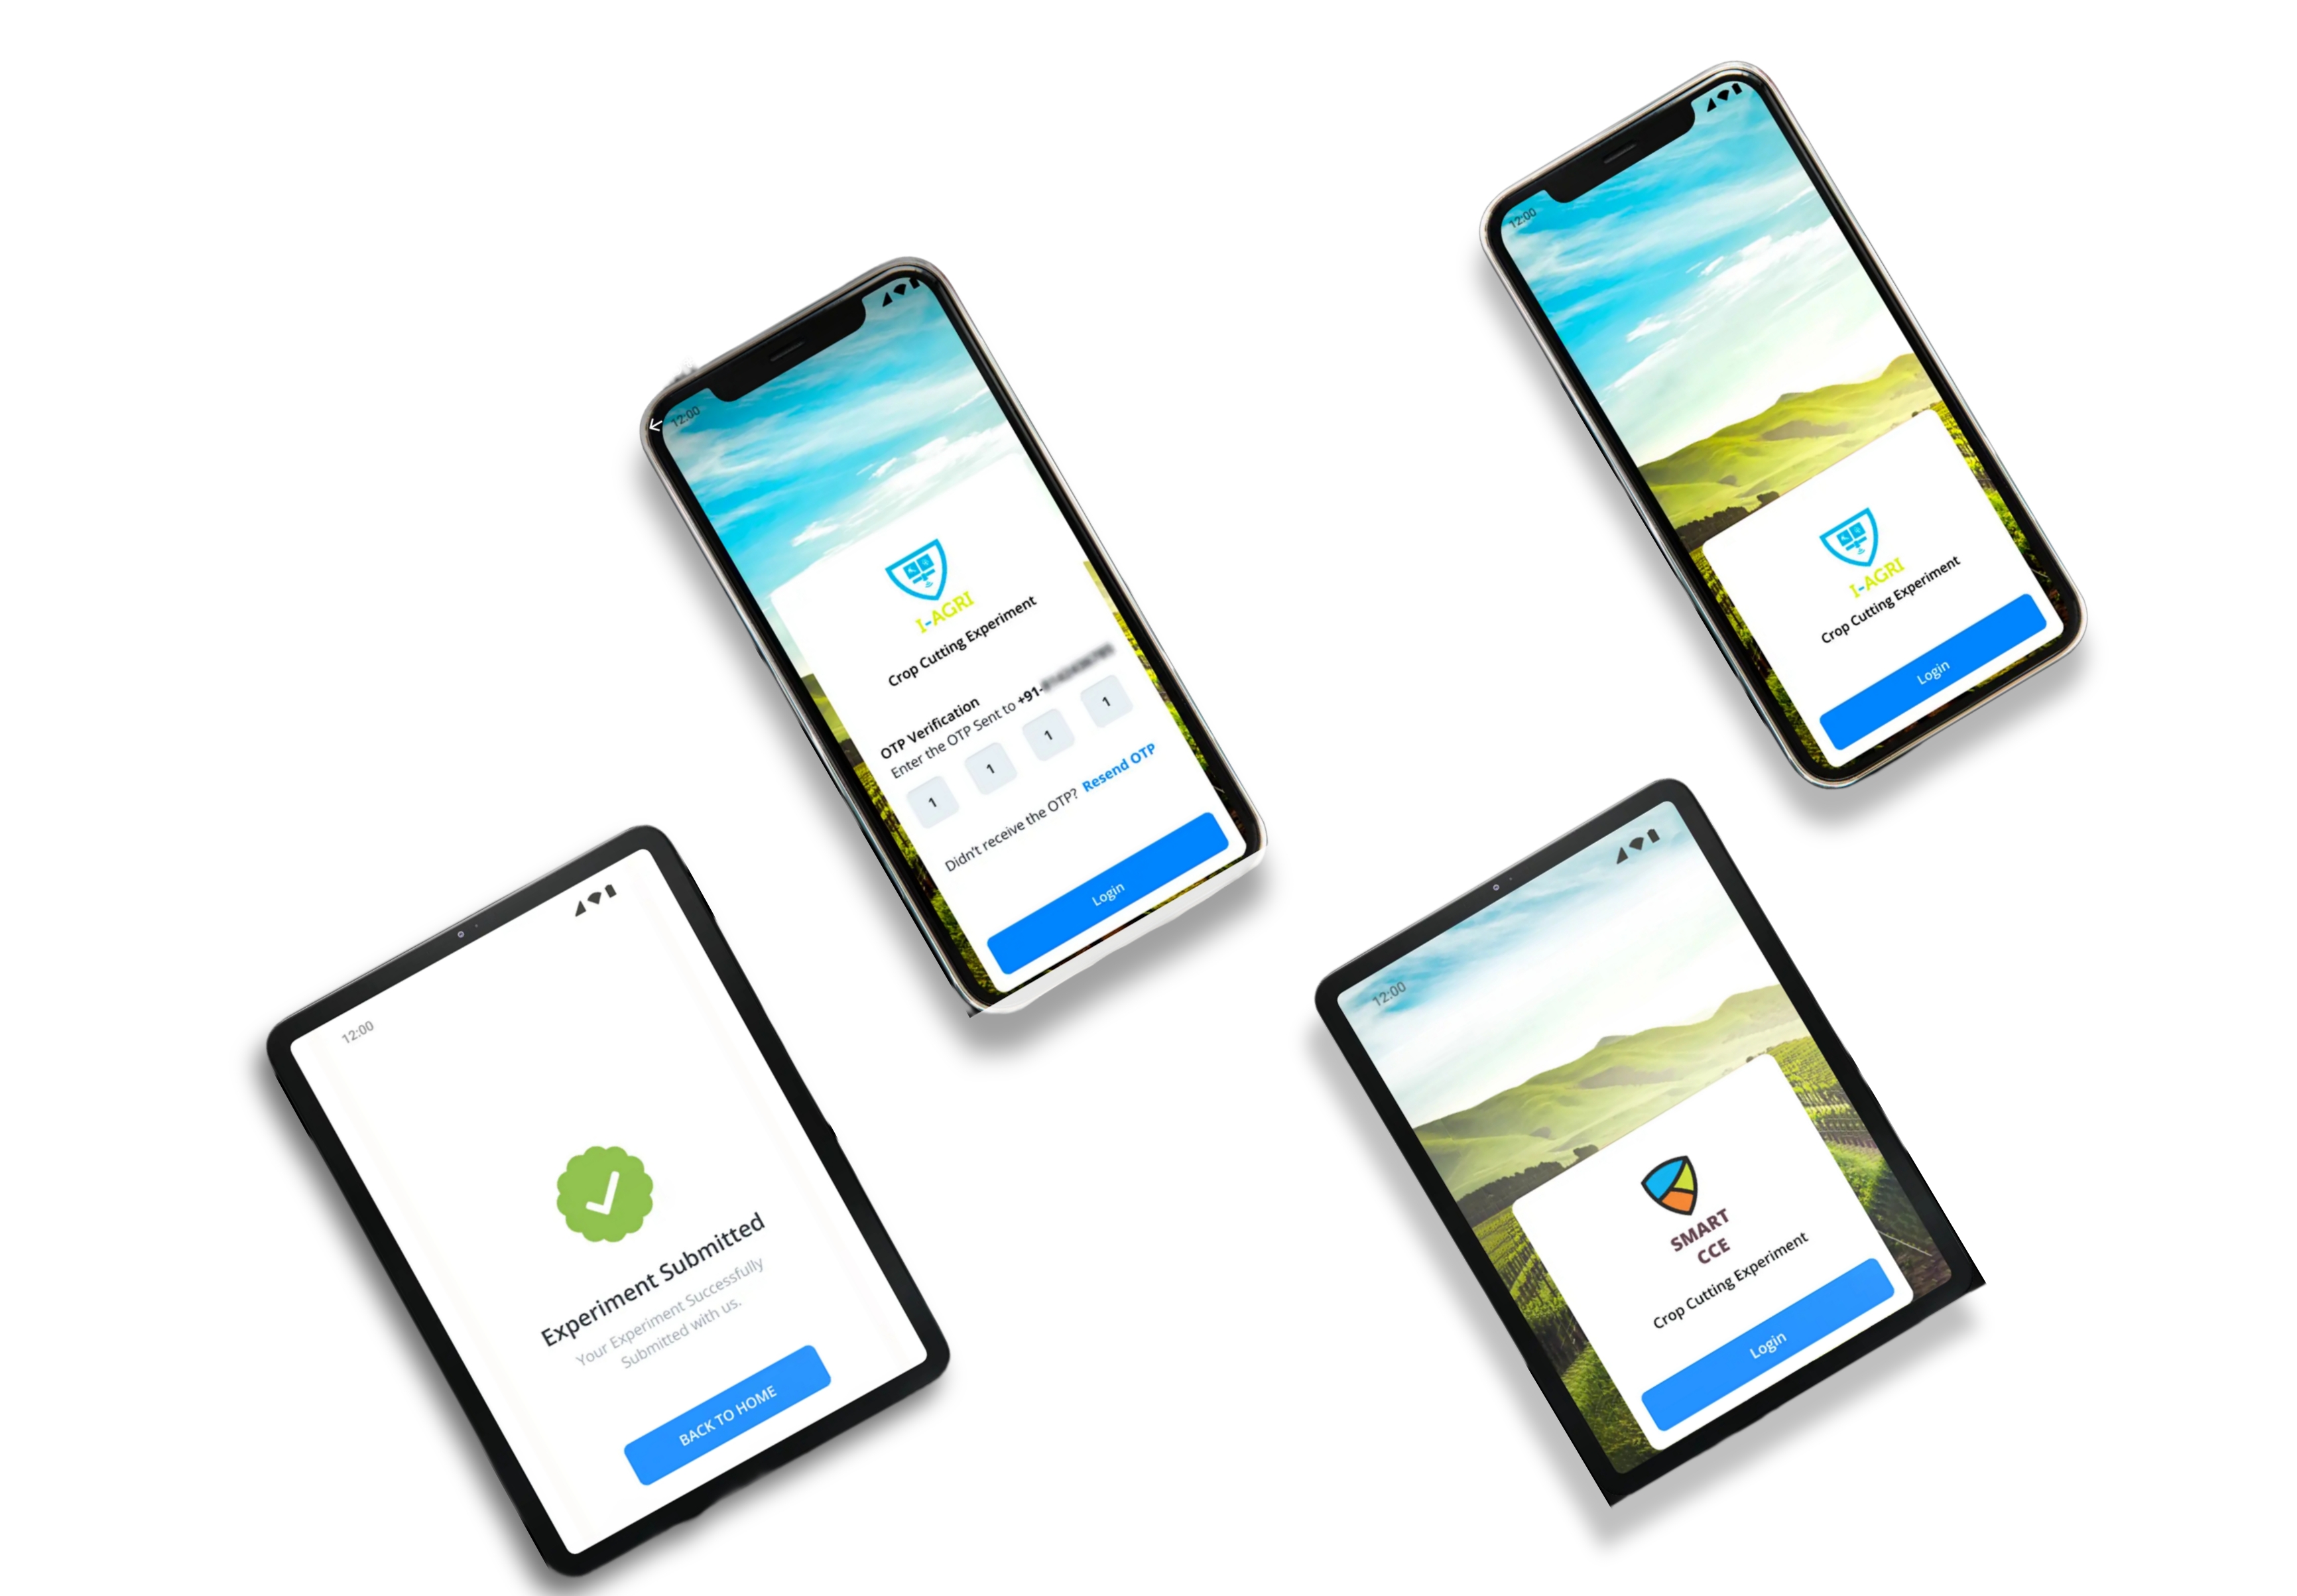 12:00
I-AGRI
Crop Cutting Experiment
Login
12:00
I-AGRI
Crop Cutting Experiment
OTP Verification
Enter the OTP Sent to +91-
1 1 1 1
Didn't receive the OTP? Resend OTP
Login
12:00
SMART
CCE
Crop Cutting Experiment
Login
12:00
Experiment Submitted
Your Experiment Successfully
Submitted with us.
BACK TO HOME